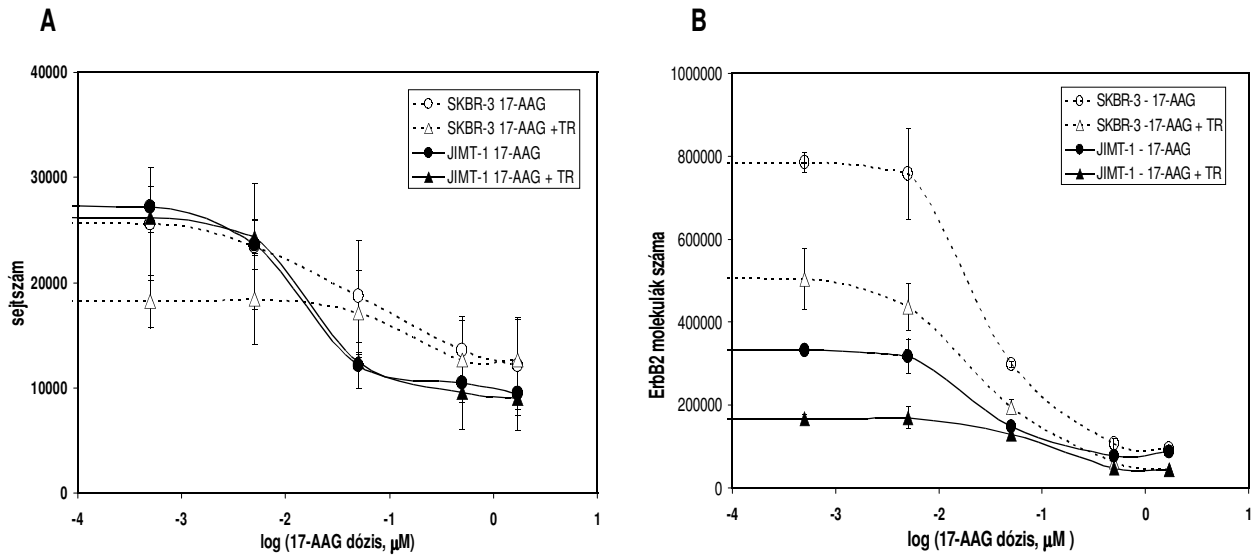 A
40000
30000
20000
10000
0
sejtszám
-4 -3 -2 -1 0 1
log (17-AAG dózis, μM)
SKBR-3 17-AAG
SKBR-3 17-AAG +TR
JIMT-1 17-AAG
JIMT-1 17-AAG + TR
B
1000000
800000
600000
400000
200000
0
ErbB2 molekulák száma
-4 -3 -2 -1 0 1
log (17-AAG dózis, μM )
SKBR-3 - 17-AAG
SKBR-3 -17-AAG + TR
JIMT-1 - 17-AAG
JIMT-1 - 17-AAG + TR